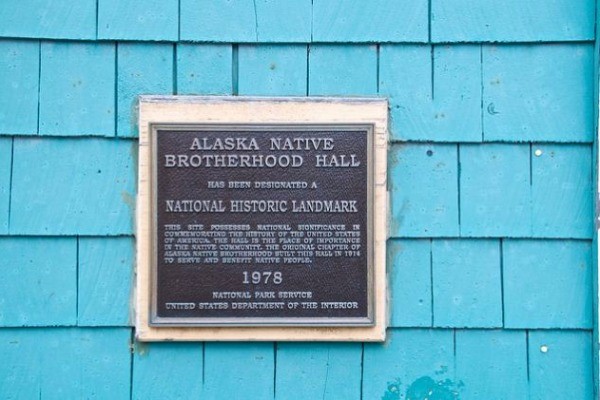 ALASKA NATIVE
BROTHERHOOD HALL
HAS BEEN DESIGNATED A
NATIONAL HISTORIC LANDMARK
THIS SITE POSSESSES NATIONAL SIGNIFICANCE IN
COMMEMORATING THE HISTORY OF THE UNITED STATES
OF AMERICA. THE HALL IS THE PLACE OF IMPORTANCE
IN THE NATIVE COMMUNITY. THE ORIGINAL CHAPTER OF
ALASKA NATIVE BROTHERHOOD BUILT THIS HALL IN 1914
TO SERVE AND BENEFIT NATIVE PEOPLE.
1978
NATIONAL PARK SERVICE
UNITED STATES DEPARTMENT OF THE INTERIOR